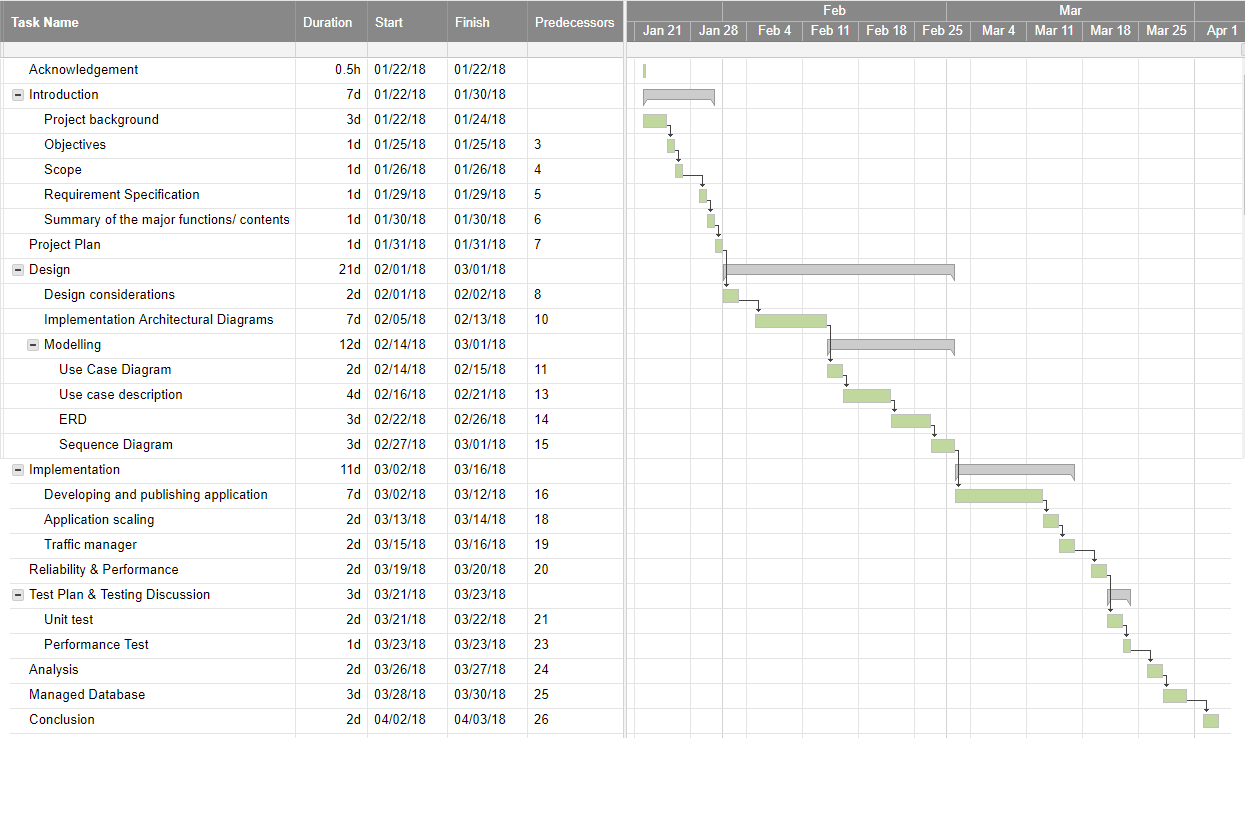 Task Name Duration Start Finish Predecessors Feb Mar
Jan 21 Jan 28 Feb 4 Feb 11 Feb 18 Feb 25 Mar 4 Mar 11 Mar 18 Mar 25 Apr 1
Acknowledgement 0.5h 01/22/18 01/22/18
Introduction 7d 01/22/18 01/30/18
Project background 3d 01/22/18 01/24/18
Objectives 1d 01/25/18 01/25/18 3
Scope 1d 01/26/18 01/26/18 4
Requirement Specification 1d 01/29/18 01/29/18 5
Summary of the major functions/ contents 1d 01/30/18 01/30/18 6
Project Plan 1d 01/31/18 01/31/18 7
Design 21d 02/01/18 03/01/18
Design considerations 2d 02/01/18 02/02/18 8
Implementation Architectural Diagrams 7d 02/05/18 02/13/18 10
Modelling 12d 02/14/18 03/01/18
Use Case Diagram 2d 02/14/18 02/15/18 11
Use case description 4d 02/16/18 02/21/18 13
ERD 3d 02/22/18 02/26/18 14
Sequence Diagram 3d 02/27/18 03/01/18 15
Implementation 11d 03/02/18 03/16/18
Developing and publishing application 7d 03/02/18 03/12/18 16
Application scaling 2d 03/13/18 03/14/18 18
Traffic manager 2d 03/15/18 03/16/18 19
Reliability & Performance 2d 03/19/18 03/20/18 20
Test Plan & Testing Discussion 3d 03/21/18 03/23/18
Unit test 2d 03/21/18 03/22/18 21
Performance Test 1d 03/23/18 03/23/18 23
Analysis 2d 03/26/18 03/27/18 24
Managed Database 3d 03/28/18 03/30/18 25
Conclusion 2d 04/02/18 04/03/18 26